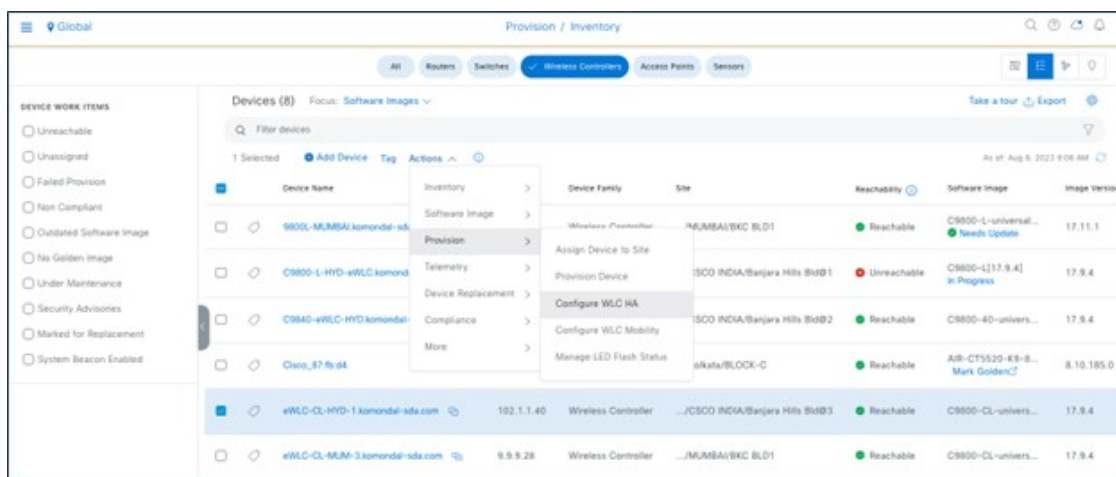 Global
Provision / Inventory
All Routers Switches Wireless Controllers Access Points Sensors
DEVICE WORK ITEMS
Unreachable
Unassigned
Failed Provision
Non Compliant
Outdated Software Image
No Golden Image
Under Maintenance
Security Advisories
Marked for Replacement
System Beacon Enabled
Devices (8) Focus: Software Images Take a tour Export
Filter devices
1 Selected Add Device Tag Actions As of: Aug 8, 2023 9:08 AM
Device Name Device Family Site Reachability Software Image Image Versio
Inventory
Software Image
Provision
Telemetry
Device Replacement
Compliance
More
Assign Device to Site
Provision Device
Configure WLC HA
Configure WLC Mobility
Manage LED Flash Status
9800L-MUMBAI.komondal-sda Wireless Controller .../MUMBAI/BKC BLD1 Reachable C9800-L-universal... 17.11.1
Needs Update
C9800-L-HYD-eWLC.komond CSCO INDIA/Banjara Hills Bld@1 Unreachable C9800-L[17.9.4] 17.9.4
In Progress
C9840-eWLC-HYD.komondal- CSCO INDIA/Banjara Hills Bld@2 Reachable C9800-40-univers... 17.9.4
Cisco_87:fb:d4 olkata/BLOCK-C Reachable AIR-CT5520-K9-8... 8.10.185.0
Mark Golden
eWLC-CL-HYD-1.komondal-sda.com 102.1.1.40 Wireless Controller .../CSCO INDIA/Banjara Hills Bld@3 Reachable C9800-CL-univers... 17.9.4
eWLC-CL-MUM-3.komondal-sda.com 9.9.9.28 Wireless Controller .../MUMBAI/BKC BLD1 Reachable C9800-CL-univers... 17.9.4